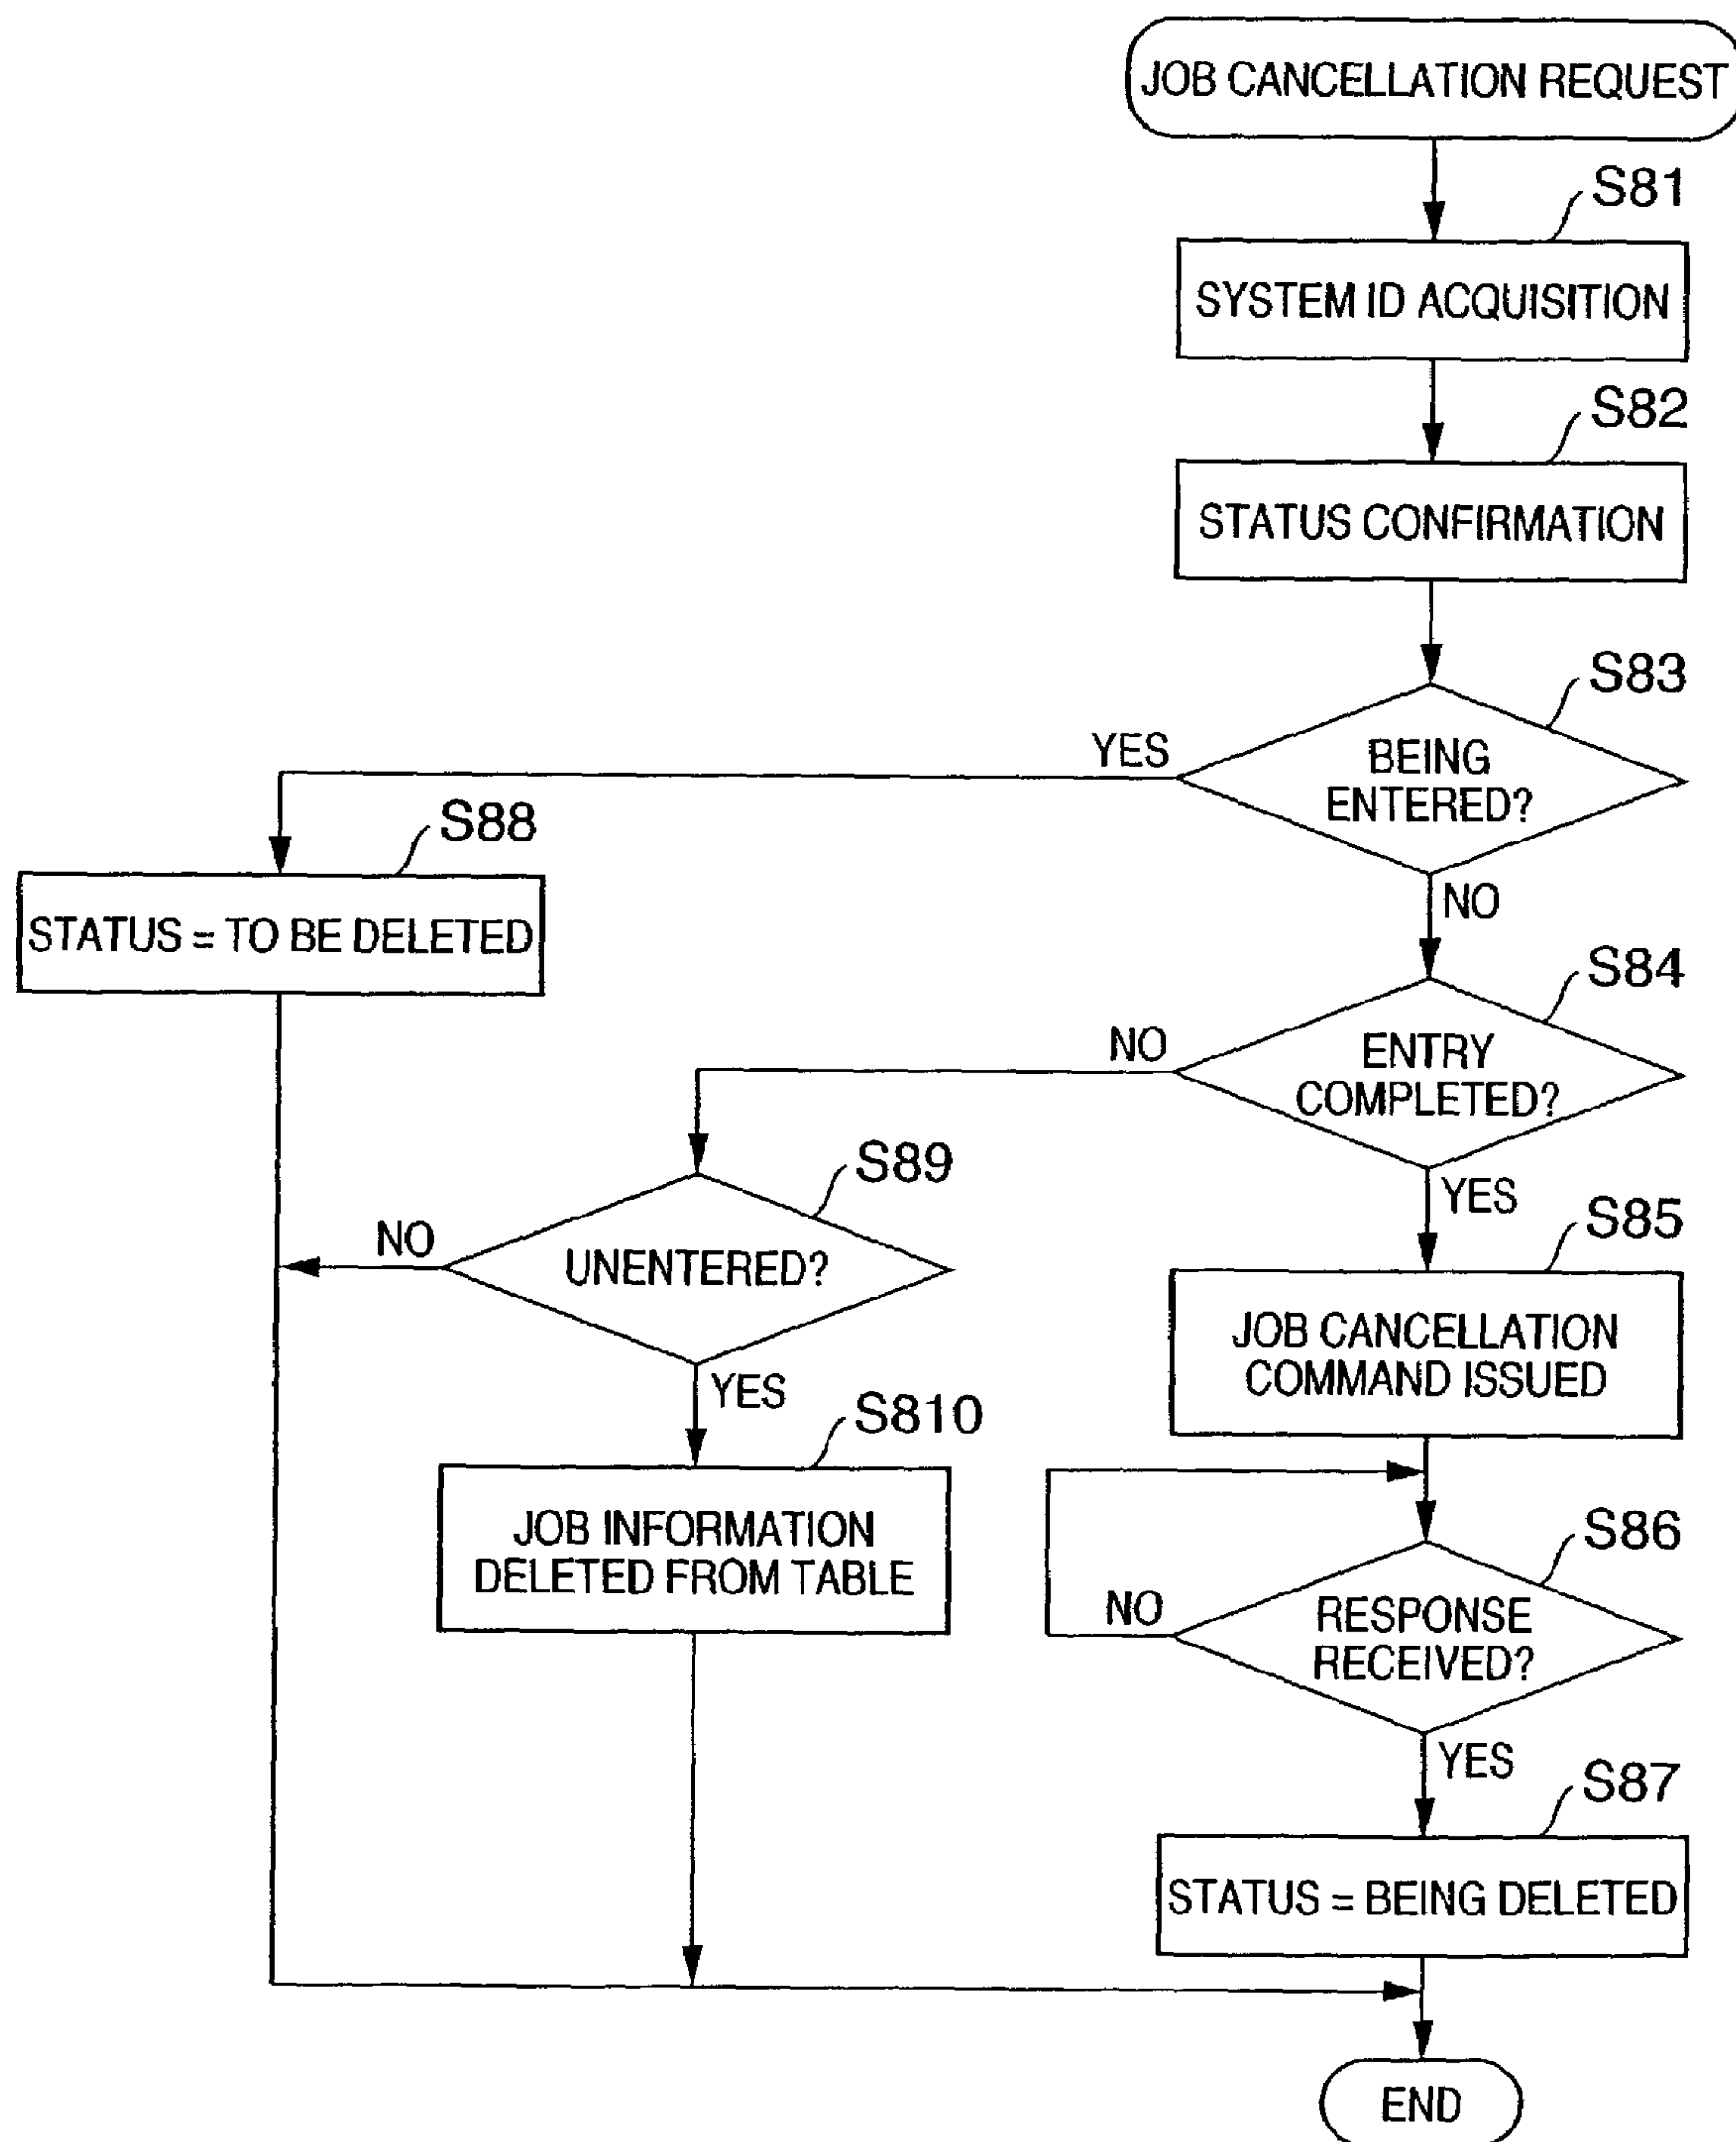 JOB CANCELLATION REQUEST
S81
SYSTEM ID ACQUISITION
S82
STATUS CONFIRMATION
S83
YES
BEING
ENTERED?
NO
S88
STATUS = TO BE DELETED
S84
NO
ENTRY
COMPLETED?
YES
S89
NO
UNENTERED?
YES
S85
JOB CANCELLATION
COMMAND ISSUED
S810
JOB INFORMATION
DELETED FROM TABLE
S86
NO
RESPONSE
RECEIVED?
YES
S87
STATUS = BEING DELETED
END